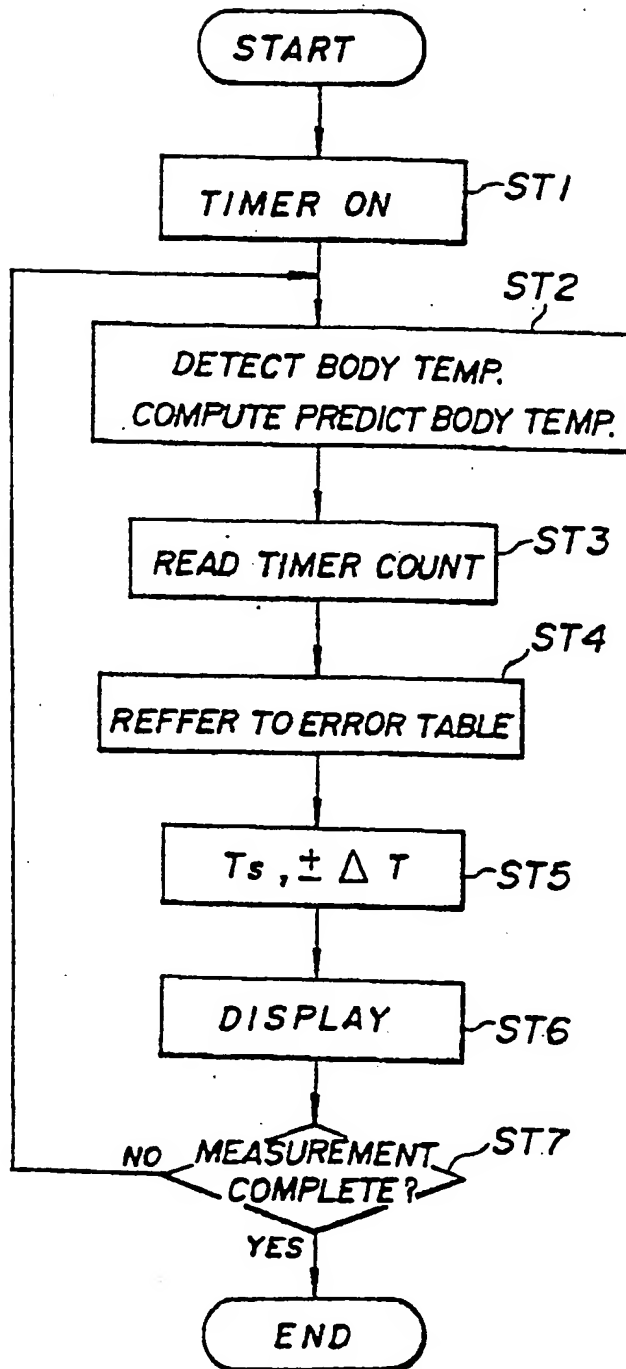 START
TIMER ON
ST1
ST2
DETECT BODY TEMP.
COMPUTE PREDICT BODY TEMP.
READ TIMER COUNT
ST3
ST4
REFFER TO ERROR TABLE
Ts, ± Δ T
ST5
DISPLAY
ST6
NO
MEASUREMENT
COMPLETE?
ST7
YES
END